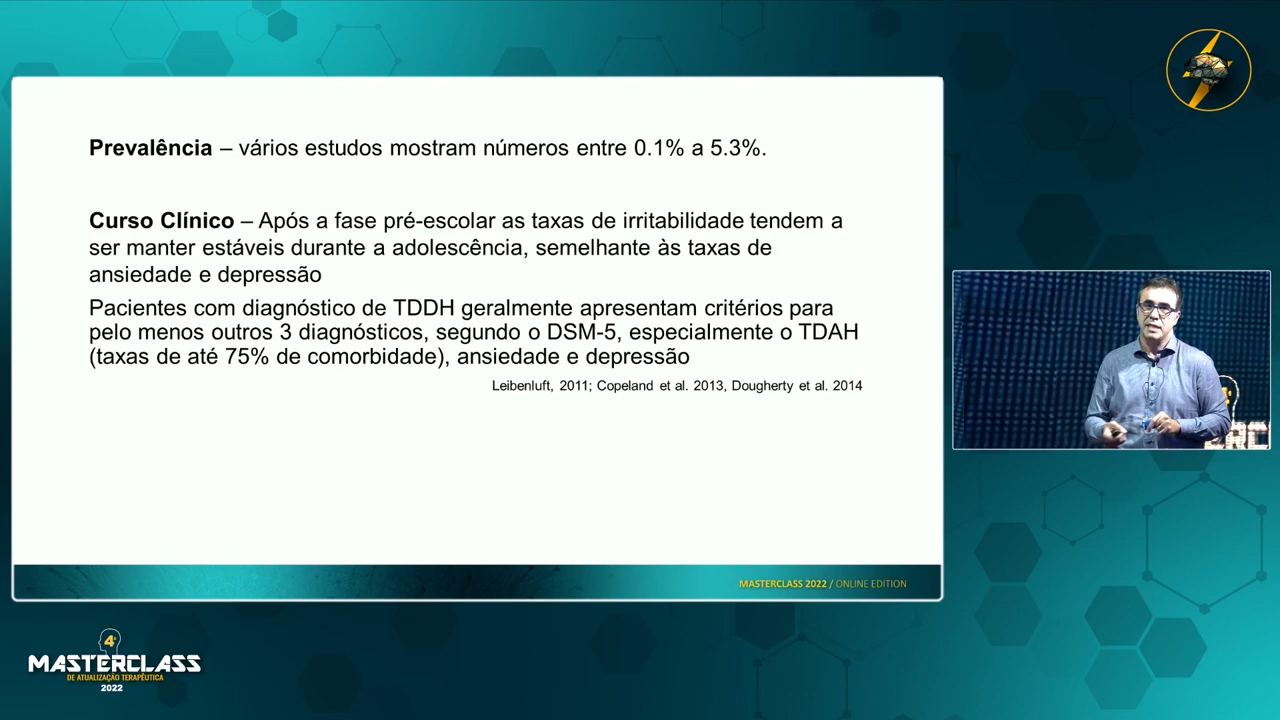 Prevalência – vários estudos mostram números entre 0.1% a 5.3%.
Curso Clínico – Após a fase pré-escolar as taxas de irritabilidade tendem a
ser manter estáveis durante a adolescência, semelhante às taxas de
ansiedade e depressão
Pacientes com diagnóstico de TDDH geralmente apresentam critérios para
pelo menos outros 3 diagnósticos, segundo o DSM-5, especialmente o TDAH
(taxas de até 75% de comorbidade), ansiedade e depressão
Leibenluft, 2011; Copeland et al. 2013, Dougherty et al. 2014
MASTERCLASS 2022 / ONLINE EDITION
4ª
ERC
4ª
MASTERCLASS
DE ATUALIZAÇÃO TERAPÊUTICA
2022